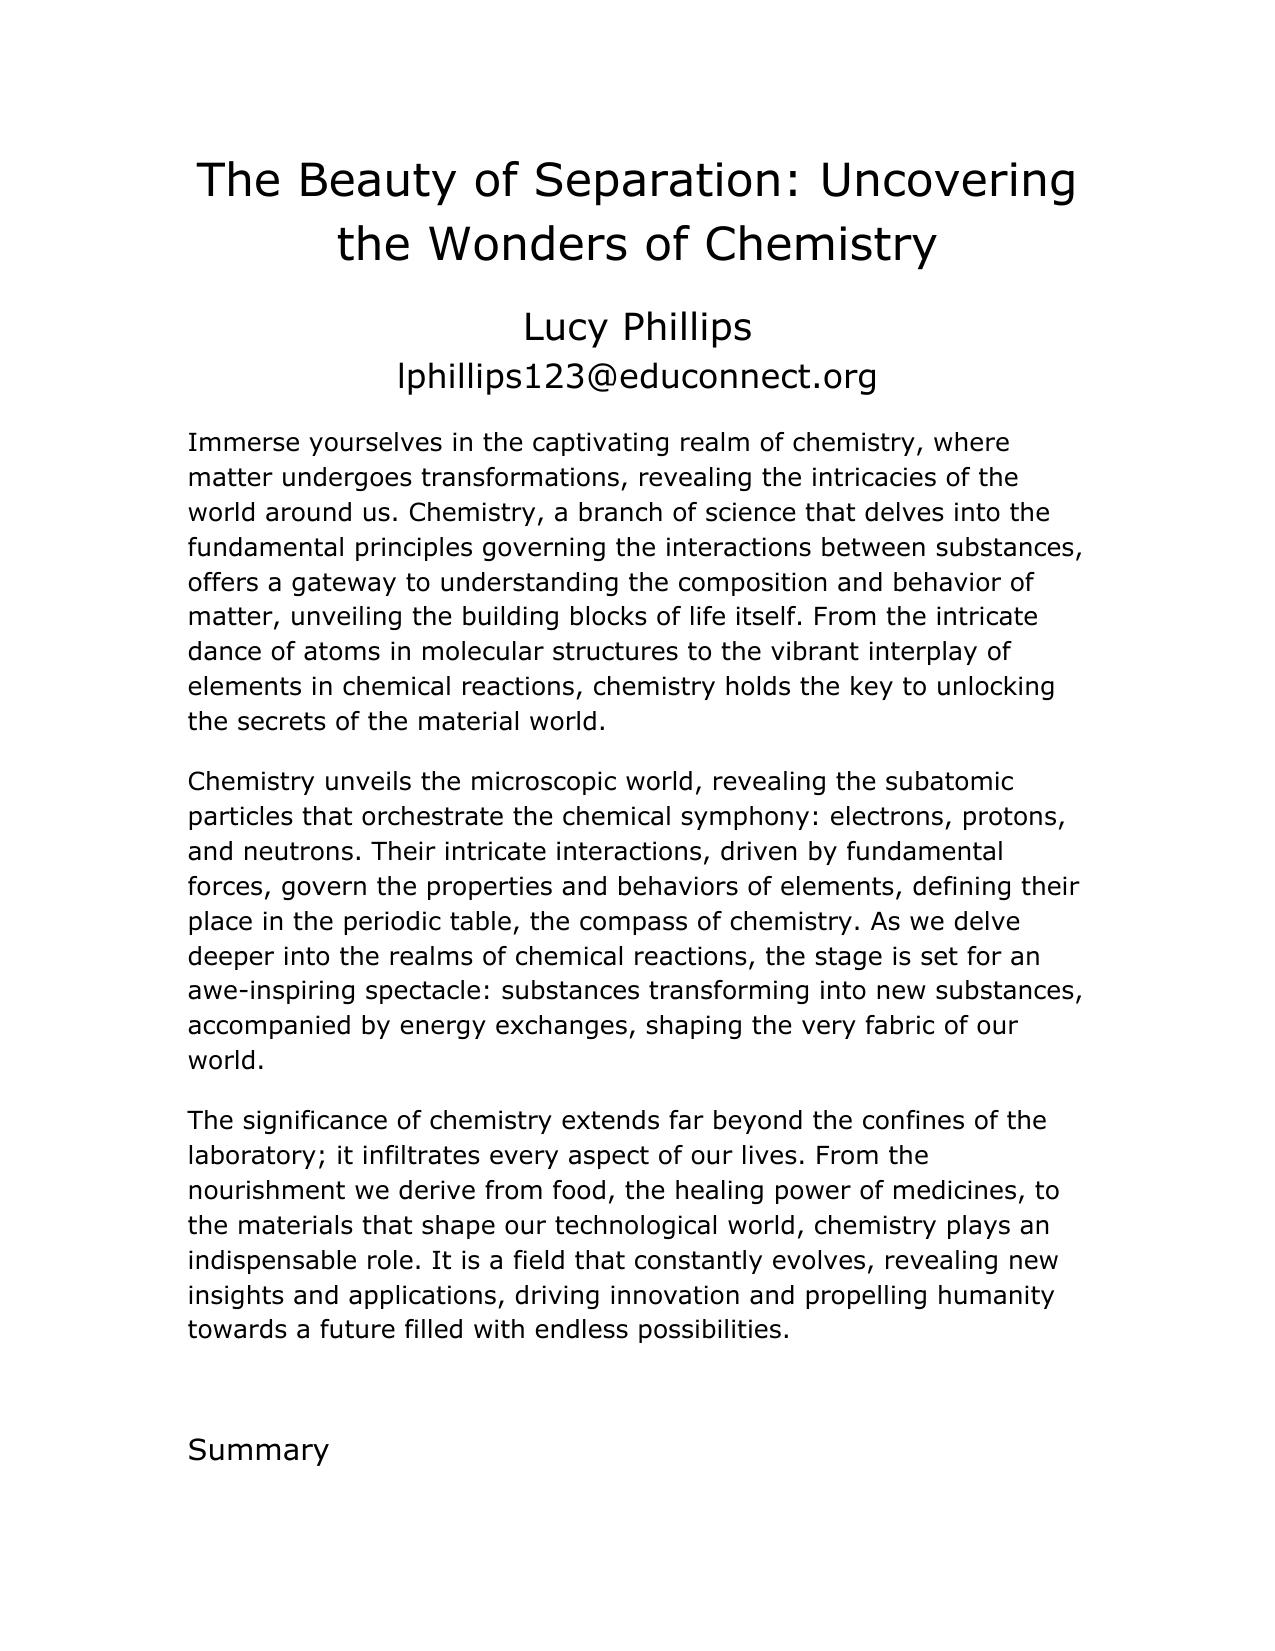 The Beauty of Separation: Uncovering
the Wonders of Chemistry
Lucy Phillips
lphillips123@educonnect.org
Immerse yourselves in the captivating realm of chemistry, where
matter undergoes transformations, revealing the intricacies of the
world around us. Chemistry, a branch of science that delves into the
fundamental principles governing the interactions between substances,
offers a gateway to understanding the composition and behavior of
matter, unveiling the building blocks of life itself. From the intricate
dance of atoms in molecular structures to the vibrant interplay of
elements in chemical reactions, chemistry holds the key to unlocking
the secrets of the material world.
Chemistry unveils the microscopic world, revealing the subatomic
particles that orchestrate the chemical symphony: electrons, protons,
and neutrons. Their intricate interactions, driven by fundamental
forces, govern the properties and behaviors of elements, defining their
place in the periodic table, the compass of chemistry. As we delve
deeper into the realms of chemical reactions, the stage is set for an
awe-inspiring spectacle: substances transforming into new substances,
accompanied by energy exchanges, shaping the very fabric of our
world.
The significance of chemistry extends far beyond the confines of the
laboratory; it infiltrates every aspect of our lives. From the
nourishment we derive from food, the healing power of medicines, to
the materials that shape our technological world, chemistry plays an
indispensable role. It is a field that constantly evolves, revealing new
insights and applications, driving innovation and propelling humanity
towards a future filled with endless possibilities.
Summary